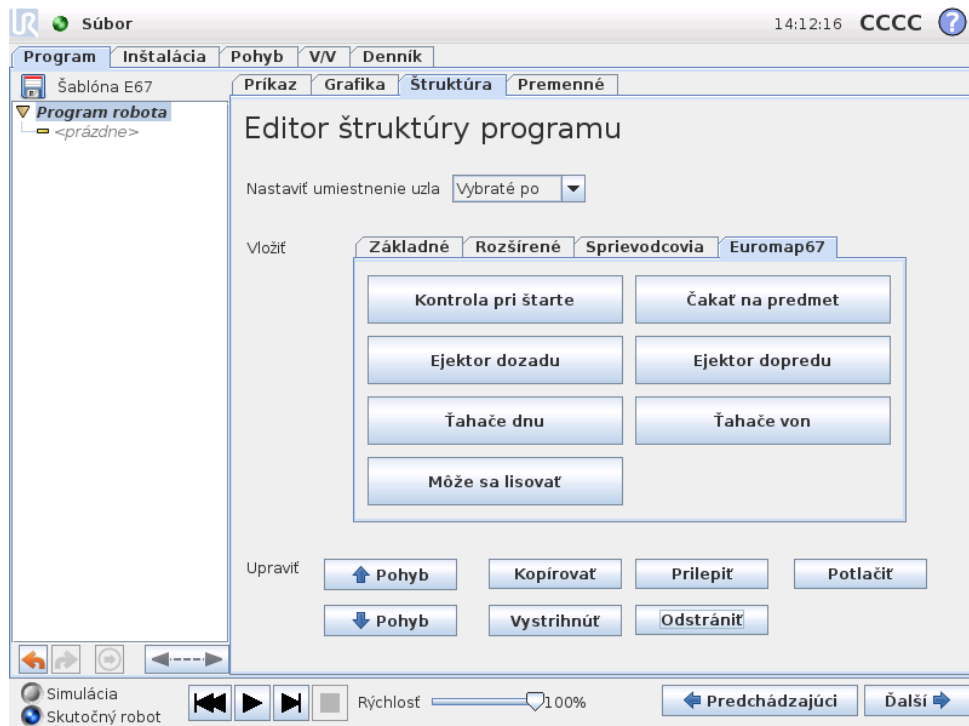 UR Súbor 14:12:16 CCCC ?
Program Inštalácia Pohyb V/V Denník
Šablóna E67
Program robota
<prázdne>
Príkaz Grafika Štruktúra Premenné
Editor štruktúry programu
Nastaviť umiestnenie uzla Vybraté po
Vložiť
Základné Rozšírené Sprievodcovia Euromap67
Kontrola pri štarte Čakať na predmet
Ejektor dozadu Ejektor dopredu
Ťahače dnu Ťahače von
Môže sa lisovať
Upraviť
Pohyb Kopírovať Prilepiť Potlačiť
Pohyb Vystrihnúť Odstrániť
Simulácia
Skutočný robot
Rýchlosť 100%
Predchádzajúci Ďalší